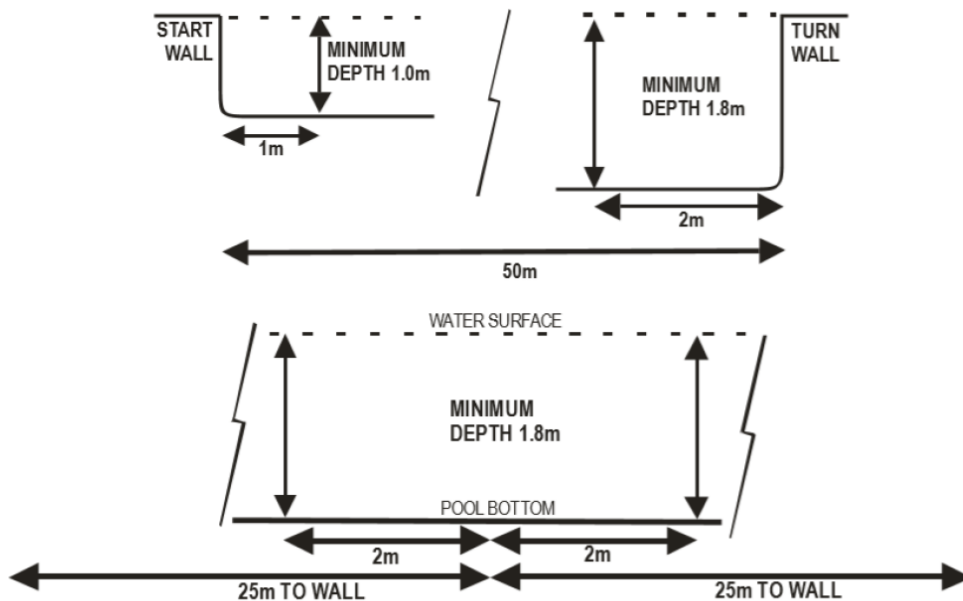 START
WALL
MINIMUM
DEPTH 1.0m
1m
MINIMUM
DEPTH 1.8m
TURN
WALL
2m
50m
WATER SURFACE
MINIMUM
DEPTH 1.8m
POOL BOTTOM
2m
2m
25m TO WALL
25m TO WALL